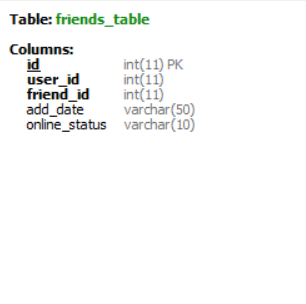 Table: friends_table
Columns:
id int(11) PK
user_id int(11)
friend_id int(11)
add_date varchar(50)
online_status varchar(10)